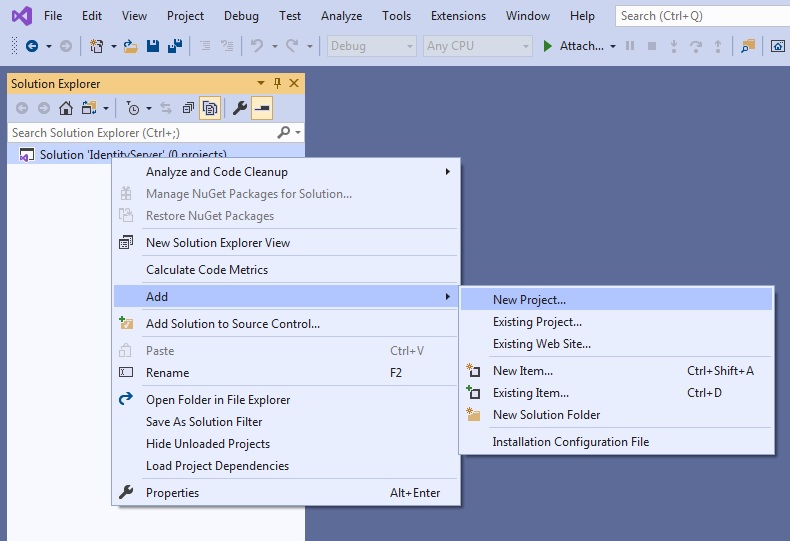 File Edit View Project Debug Test Analyze Tools Extensions Window Help Search (Ctrl+Q)
Debug Any CPU Attach...
Solution Explorer
Search Solution Explorer (Ctrl+;)
Solution 'IdentityServer' (0 projects)
Analyze and Code Cleanup
Manage NuGet Packages for Solution...
Restore NuGet Packages
New Solution Explorer View
Calculate Code Metrics
Add
Add Solution to Source Control...
Paste Ctrl+V
Rename F2
Open Folder in File Explorer
Save As Solution Filter
Hide Unloaded Projects
Load Project Dependencies
Properties Alt+Enter
New Project...
Existing Project...
Existing Web Site...
New Item... Ctrl+Shift+A
Existing Item... Ctrl+D
New Solution Folder
Installation Configuration File